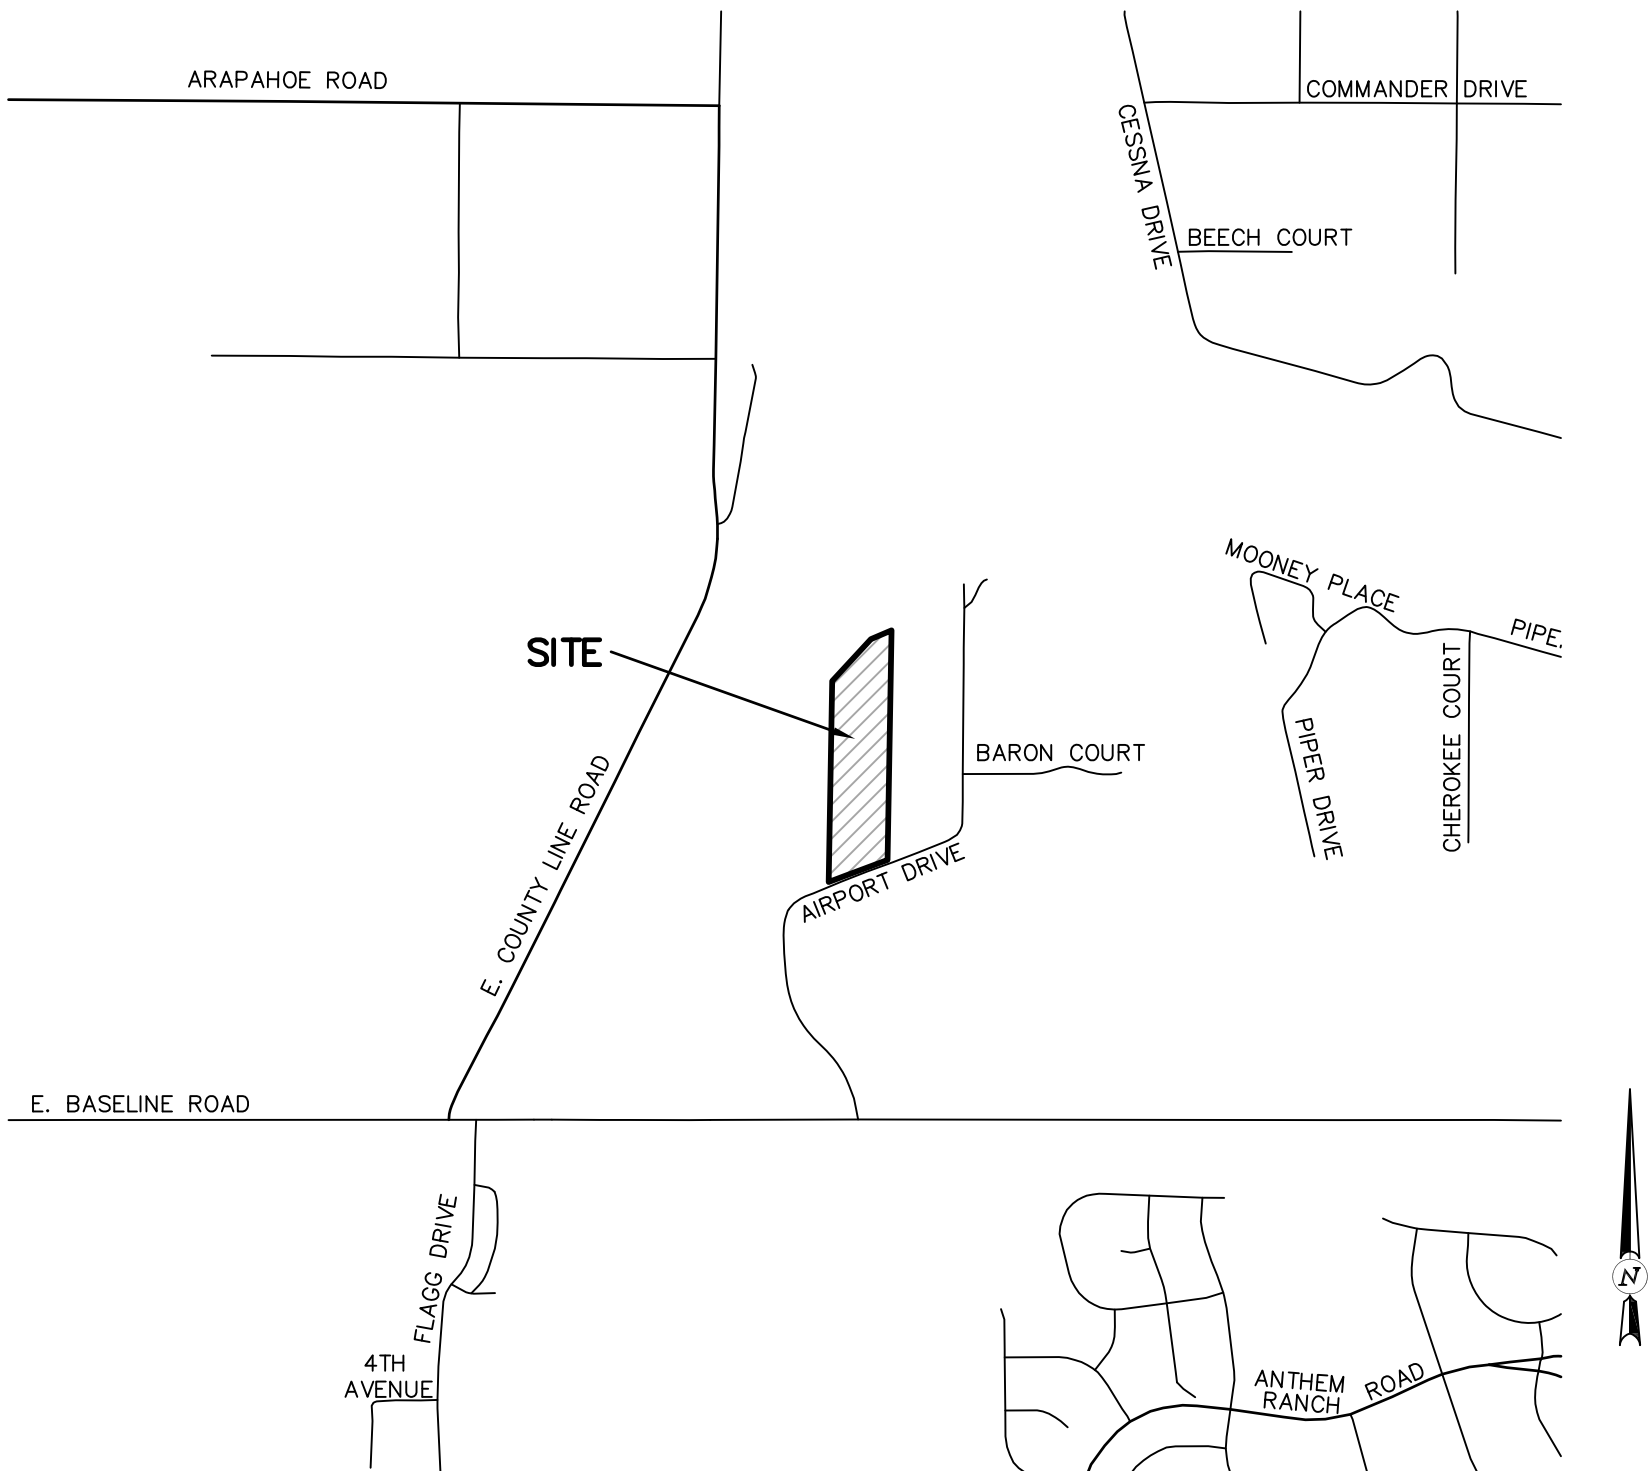 ARAPAHOE ROAD
COMMANDER DRIVE
CESSNA DRIVE
BEECH COURT
MOONEY PLACE
PIPE
SITE
CHEROKEE COURT
PIPER DRIVE
BARON COURT
E. COUNTY LINE ROAD
AIRPORT DRIVE
E. BASELINE ROAD
FLAGG DRIVE
N
4TH
AVENUE
ANTHEM
RANCH
ROAD